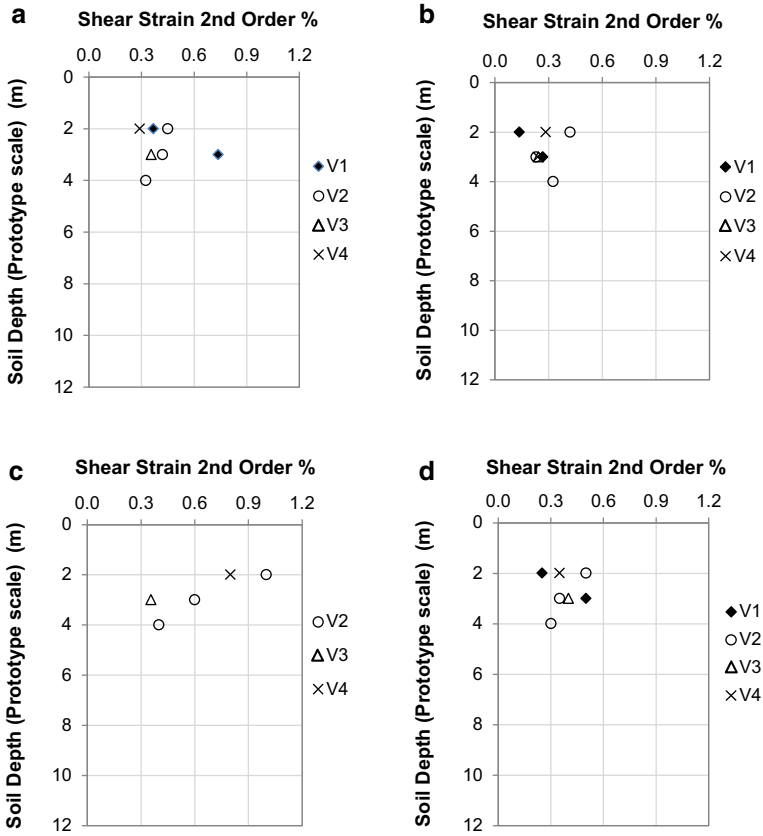 a
Shear Strain 2nd Order %
0.0 0.3 0.6 0.9 1.2
Soil Depth (Prototype scale) (m)
0
2
4
6
8
10
12
V1
V2
V3
V4
b
Shear Strain 2nd Order %
0.0 0.3 0.6 0.9 1.2
Soil Depth (Prototype scale) (m)
0
2
4
6
8
10
12
V1
V2
V3
V4
c
Shear Strain 2nd Order %
0.0 0.3 0.6 0.9 1.2
Soil Depth (Prototype scale) (m)
0
2
4
6
8
10
12
V2
V3
V4
d
Shear Strain 2nd Order %
0.0 0.3 0.6 0.9 1.2
Soil Depth (Prototype scale) (m)
0
2
4
6
8
10
12
V1
V2
V3
V4